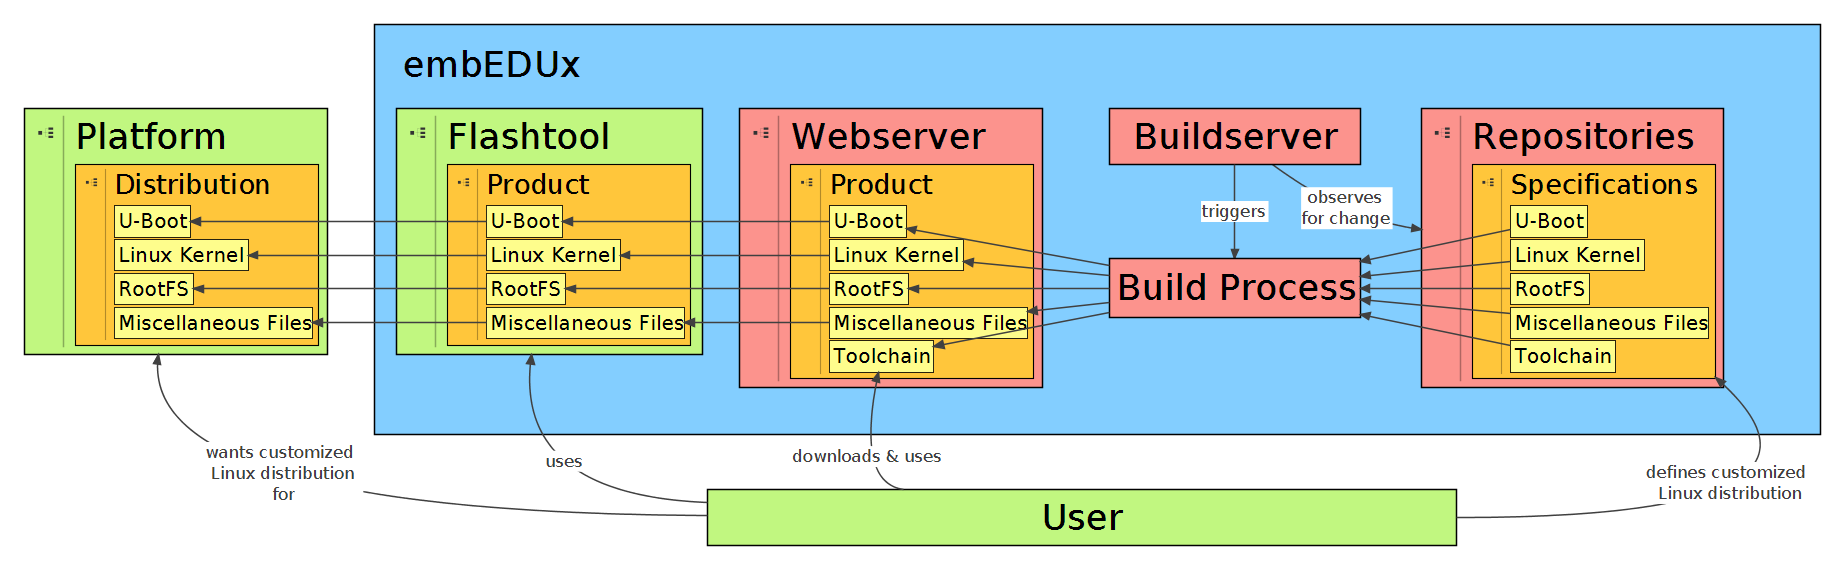 embEDUx
Platform
Distribution
U-Boot
Linux Kernel
RootFS
Miscellaneous Files
Flashtool
Product
U-Boot
Linux Kernel
RootFS
Miscellaneous Files
Webserver
Product
U-Boot
Linux Kernel
RootFS
Miscellaneous Files
Toolchain
Buildserver
triggers
observes
for change
Build Process
Repositories
Specifications
U-Boot
Linux Kernel
RootFS
Miscellaneous Files
Toolchain
wants customized
Linux distribution
for
uses
downloads & uses
defines customized
Linux distribution
User